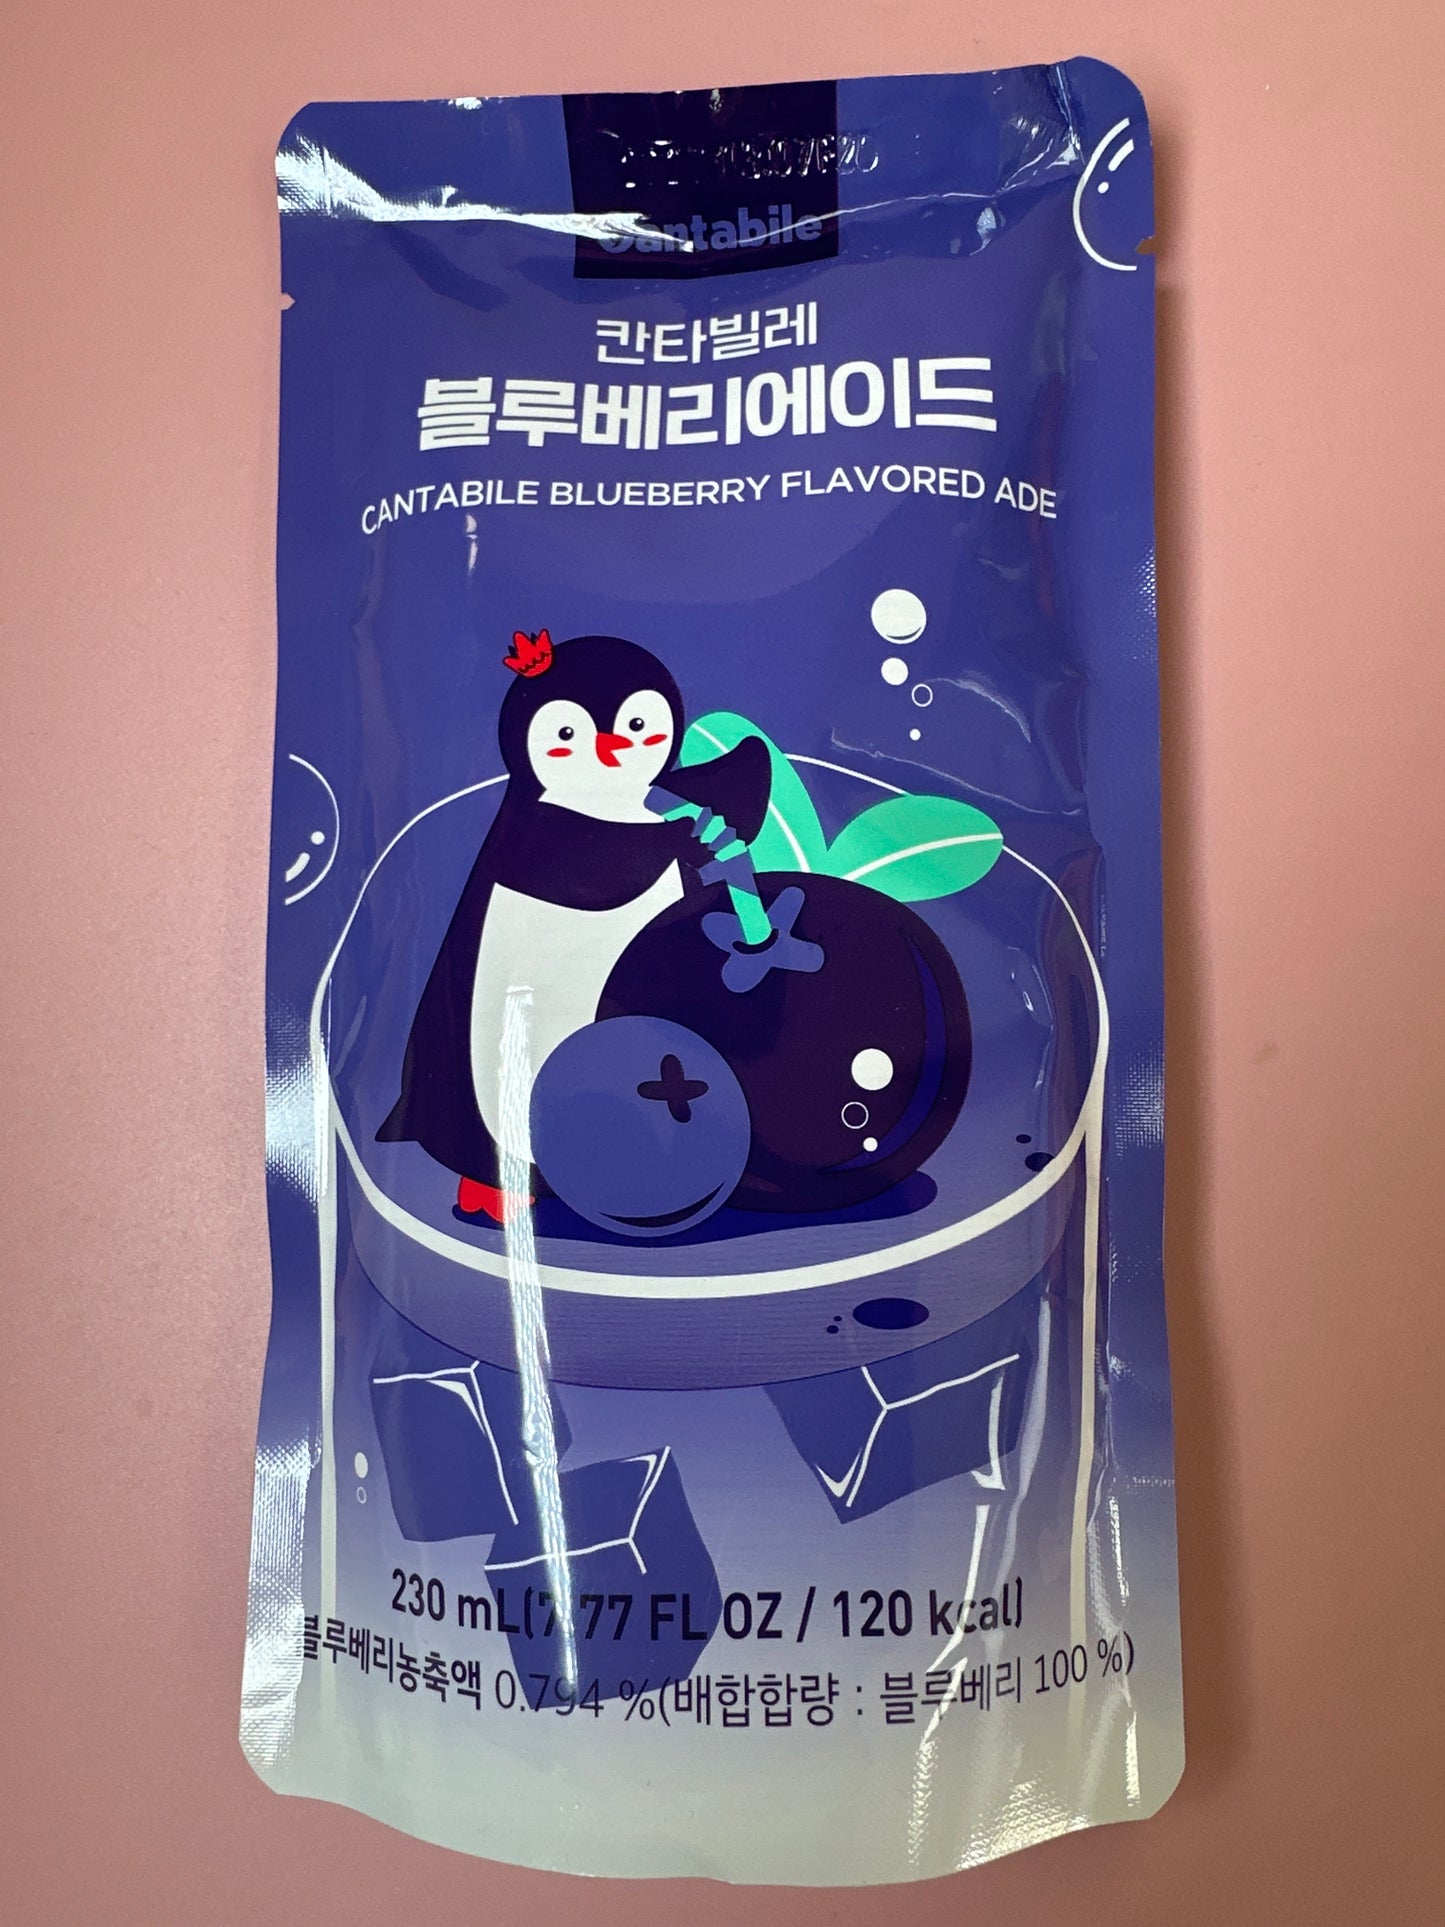 Cantabile
칸타빌레
블루베리에이드
CANTABILE BLUEBERRY FLAVORED ADE
230 mL(7.77 FL OZ / 120 kcal)
블루베리농축액 0.794 %(배합합량 : 블루베리 100 %)